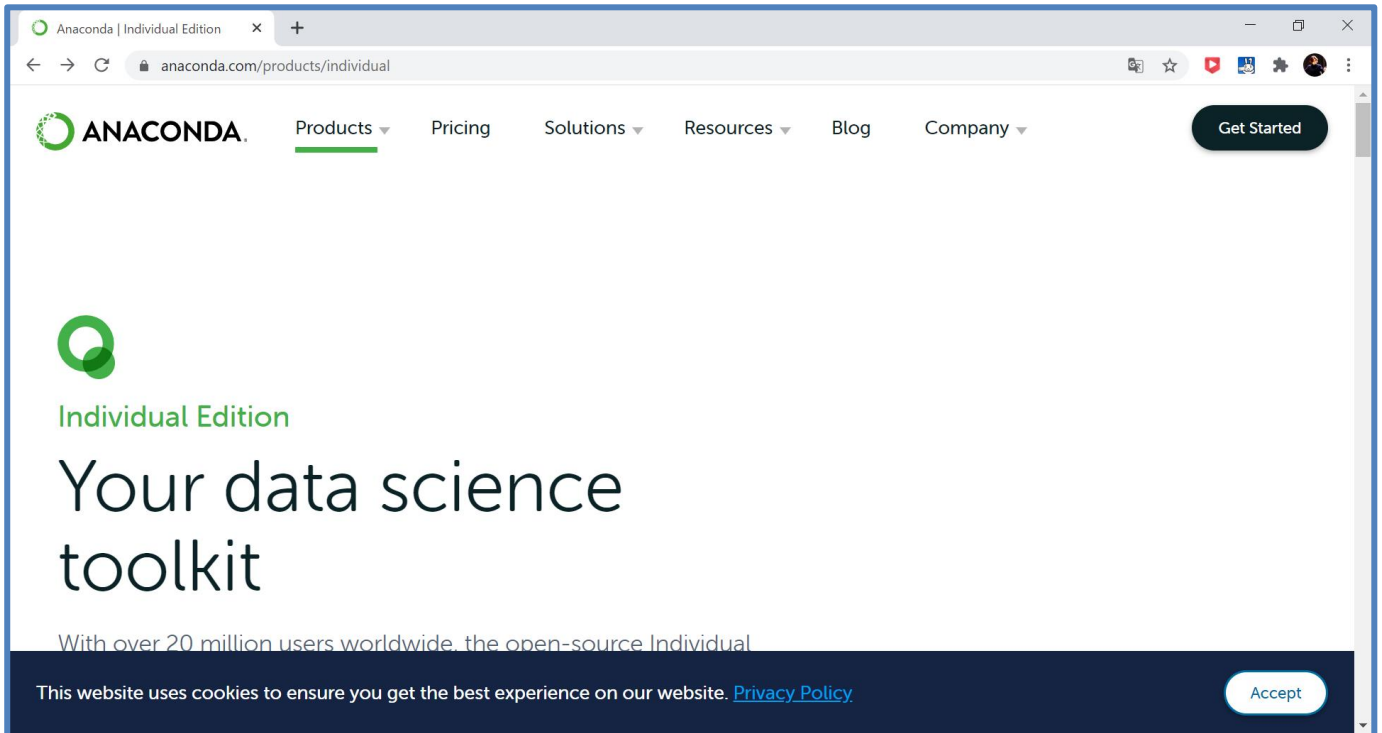 Anaconda | Individual Edition
anaconda.com/products/individual
ANACONDA. Products Pricing Solutions Resources Blog Company Get Started
Individual Edition
Your data science
toolkit
With over 20 million users worldwide, the open-source Individual
This website uses cookies to ensure you get the best experience on our website. Privacy Policy Accept